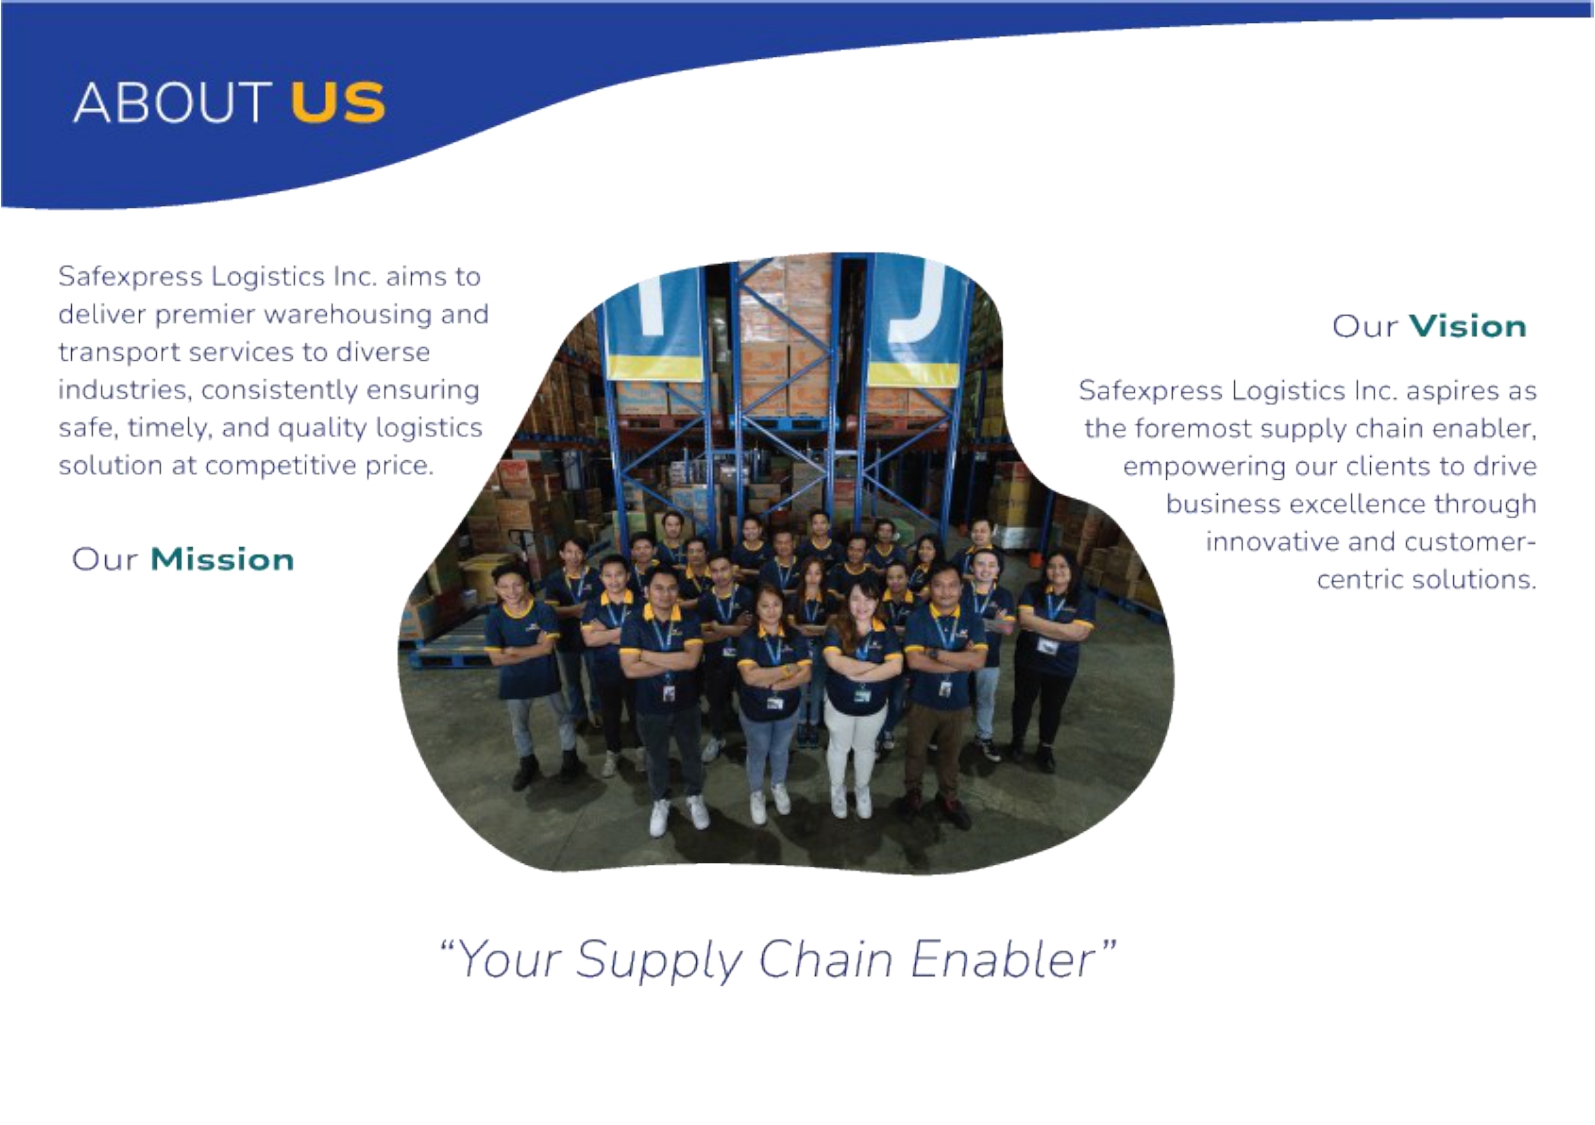 ABOUT US
Safexpress Logistics Inc. aims to
deliver premier warehousing and
transport services to diverse
industries, consistently ensuring
safe, timely, and quality logistics
solution at competitive price.
Our Mission
I J
Our Vision
Safexpress Logistics Inc. aspires as
the foremost supply chain enabler,
empowering our clients to drive
business excellence through
innovative and customer-
centric solutions.
“Your Supply Chain Enabler”